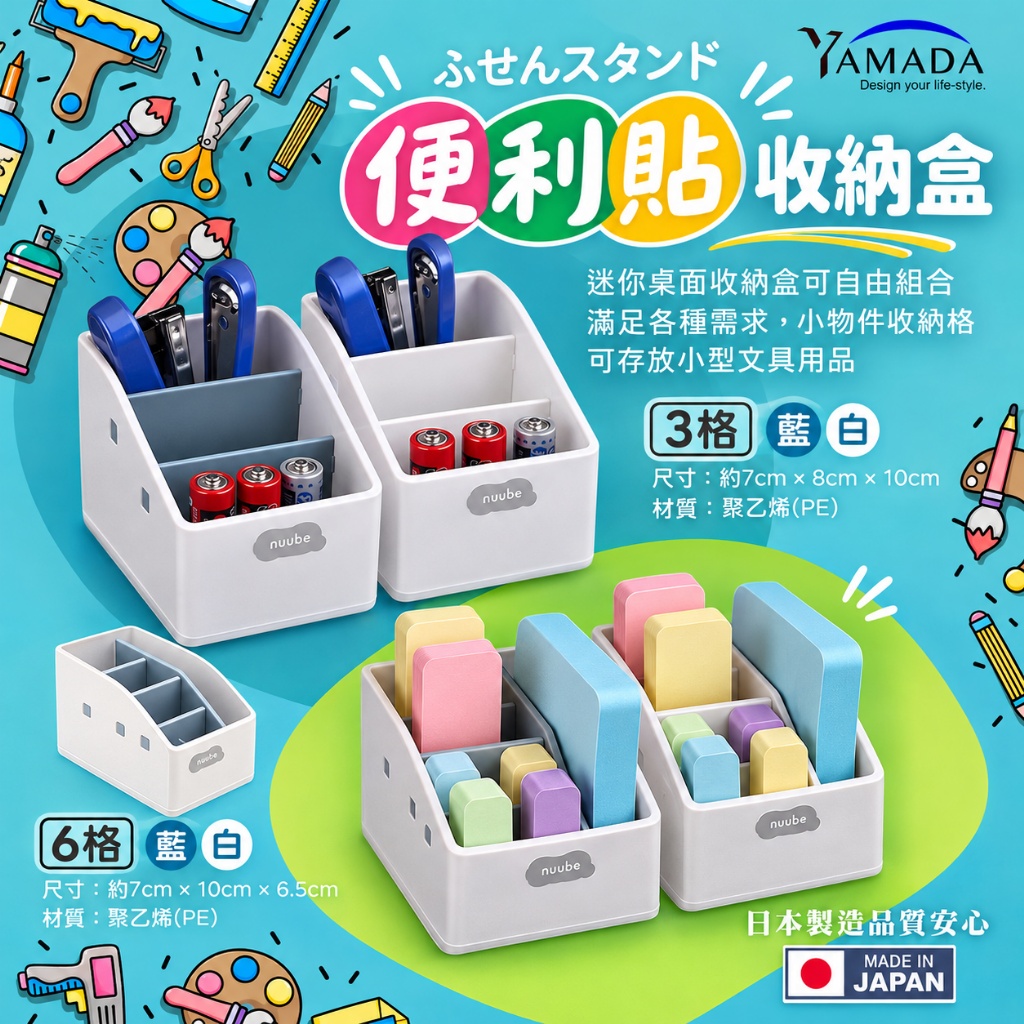 YAMADA
Design your life-style.
ふせんスタンド
便利貼收納盒
迷你桌面收納盒可自由組合
滿足各種需求，小物件收納格
可存放小型文具用品
3格 藍 白
尺寸：約7cm × 8cm × 10cm
材質：聚乙烯(PE)
nuube
nuube
nuube
6格 藍 白
尺寸：約7cm × 10cm × 6.5cm
材質：聚乙烯(PE)
nuube
nuube
日本製造品質安心
MADE IN
JAPAN